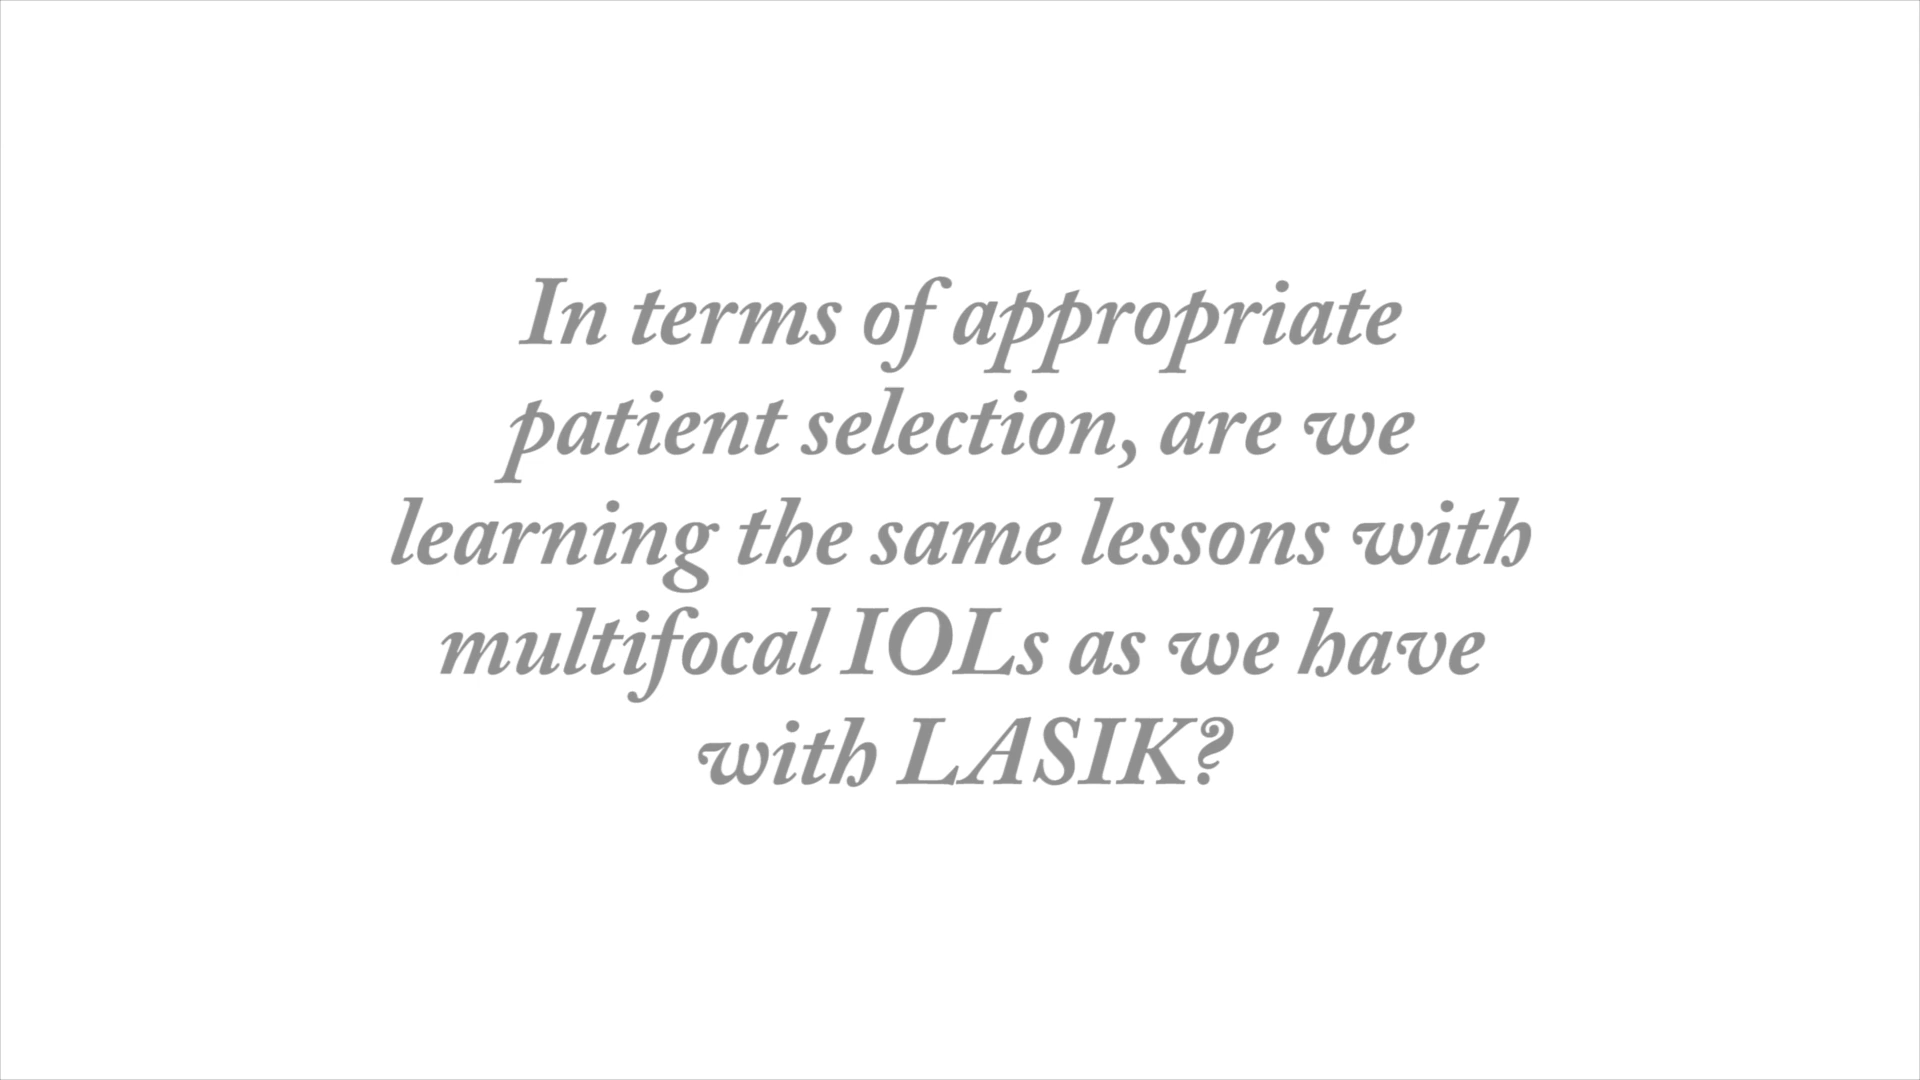 In terms of appropriate
patient selection, are we
learning the same lessons with
multifocal IOLs as we have
with LASIK?